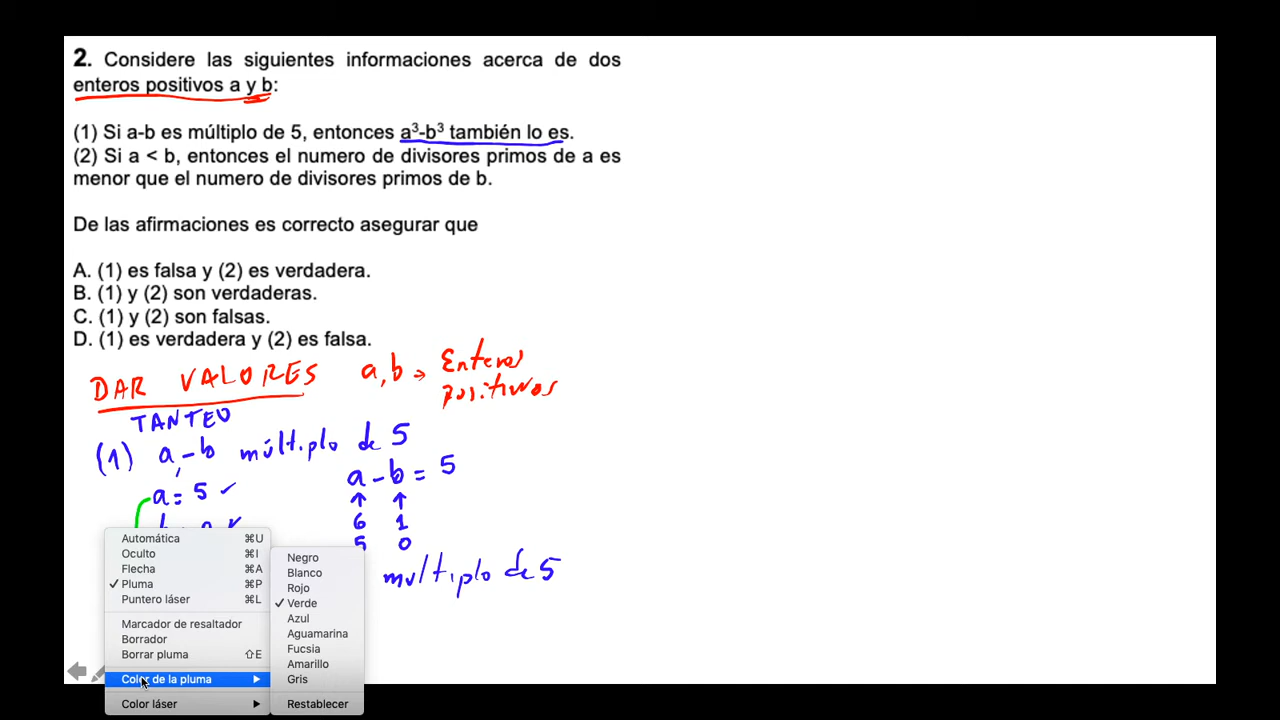 2. Considere las siguientes informaciones acerca de dos
enteros positivos a y b:
(1) Si a-b es múltiplo de 5, entonces a³-b³ también lo es.
(2) Si a < b, entonces el numero de divisores primos de a es
menor que el numero de divisores primos de b.
De las afirmaciones es correcto asegurar que
A. (1) es falsa y (2) es verdadera.
B. (1) y (2) son verdaderas.
C. (1) y (2) son falsas.
D. (1) es verdadera y (2) es falsa.
DAR VALORES a,b → Enteros
positivos
TANTEO
(1) a-b múltiplo de 5
a-b = 5
a = 5 ✓
↑ ↑
6 1
5 0
multiplo de 5
Automática ⌘U
Oculto ⌘I
Flecha ⌘A
✓ Pluma ⌘P
Puntero láser ⌘L
Marcador de resaltador
Borrador
Borrar pluma ⇧E
Color de la pluma ▶
Color láser ▶
Negro
Blanco
Rojo
✓ Verde
Azul
Aguamarina
Fucsia
Amarillo
Gris
Restablecer